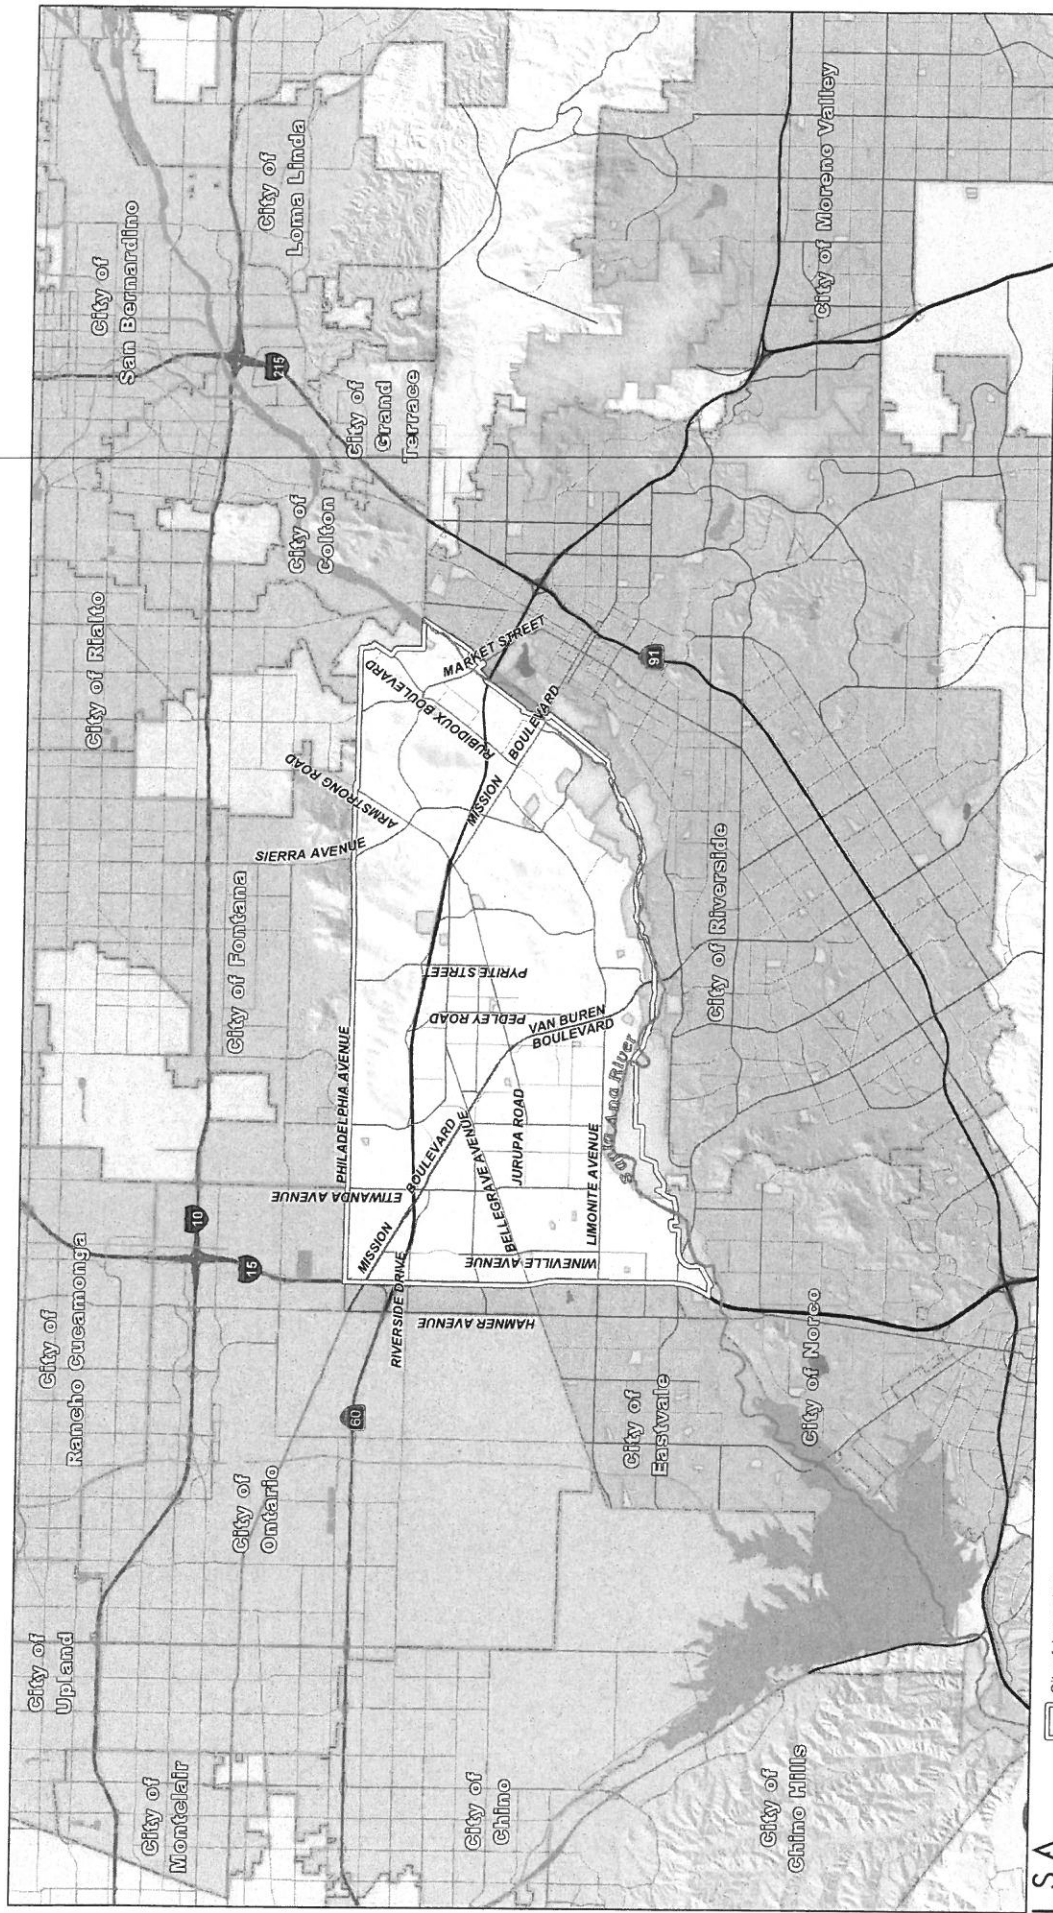 City of
Upland
City of
Rancho Cucamonga
City of Rialto
City of
San Bernardino
City of
Montclair
City of
Ontario
10
15
City of Fontana
City of
Colton
215
City of
Loma Linda
City of
Grand
Terrace
60
SIERRA AVENUE
ARMSTRONG ROAD
PHILADELPHIA AVENUE
ETIWANDA AVENUE
MISSION
BOULEVARD
RIVERSIDE DRIVE
HAMNER AVENUE
WINEVILLE AVENUE
BELLEGRAVE AVENUE
JURUPA ROAD
PEDLEY ROAD
PYRITE STREET
VAN BUREN
BOULEVARD
LIMONITE AVENUE
RUBIDOUX BOULEVARD
MARKET STREET
MISSION
BOULEVARD
Santa Ana River
City of
Chino
City of
Eastvale
City of Riverside
91
City of
Chino Hills
City of Norco
City of Moreno Valley
LSA